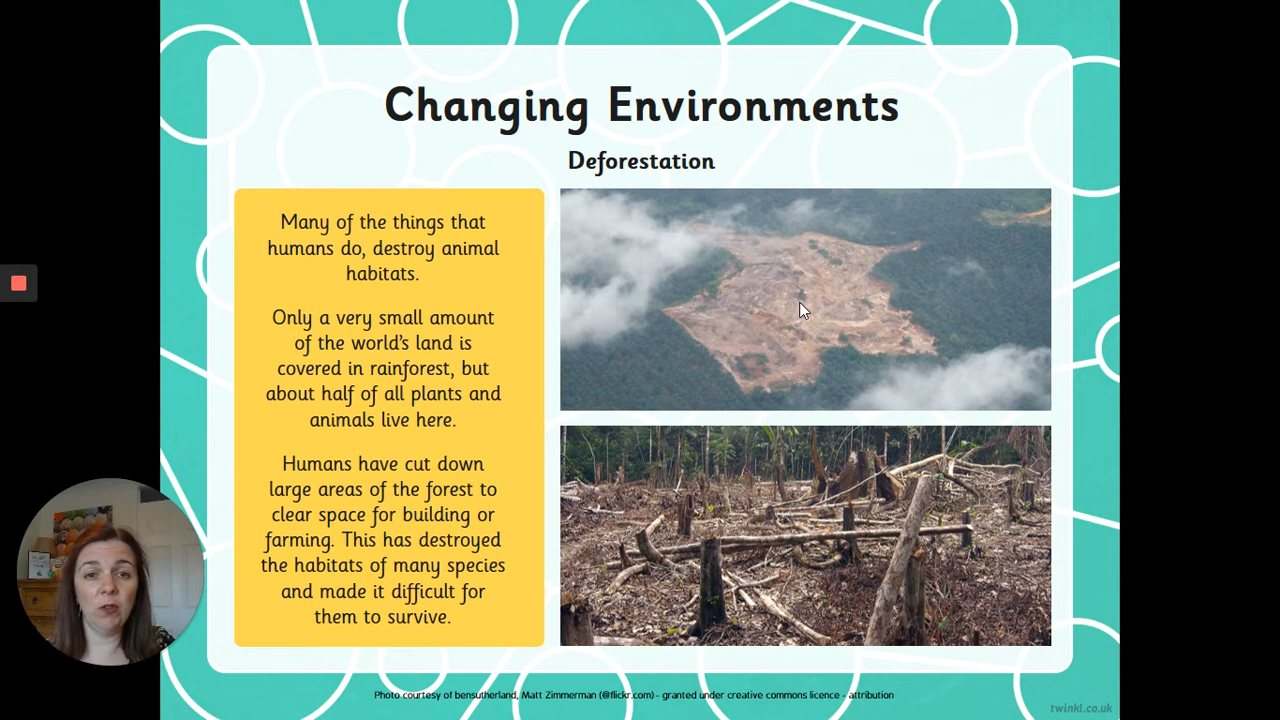 Changing Environments
Deforestation
Many of the things that
humans do, destroy animal
habitats.
Only a very small amount
of the world's land is
covered in rainforest, but
about half of all plants and
animals live here.
Humans have cut down
large areas of the forest to
clear space for building or
farming. This has destroyed
the habitats of many species
and made it difficult for
them to survive.
Photo courtesy of bensutherland, Matt Zimmerman (@flickr.com) - granted under creative commons licence - attribution
twinkl.co.uk